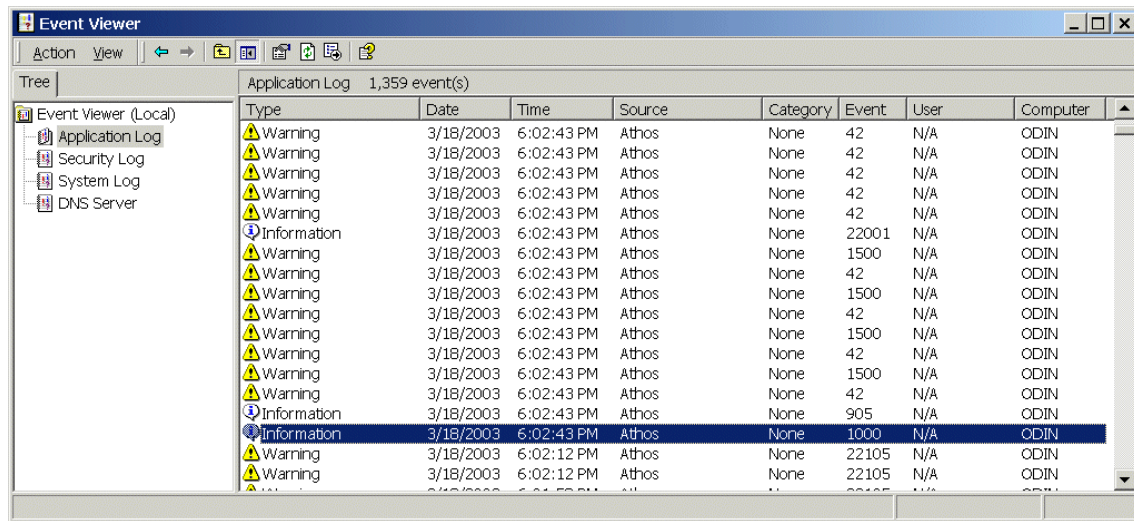 Event Viewer
Action View
Tree
Application Log 1,359 event(s)
Event Viewer (Local)
Application Log
Security Log
System Log
DNS Server
Type Date Time Source Category Event User Computer
Warning 3/18/2003 6:02:43 PM Athos None 42 N/A ODIN
Warning 3/18/2003 6:02:43 PM Athos None 42 N/A ODIN
Warning 3/18/2003 6:02:43 PM Athos None 42 N/A ODIN
Warning 3/18/2003 6:02:43 PM Athos None 42 N/A ODIN
Warning 3/18/2003 6:02:43 PM Athos None 42 N/A ODIN
Information 3/18/2003 6:02:43 PM Athos None 22001 N/A ODIN
Warning 3/18/2003 6:02:43 PM Athos None 1500 N/A ODIN
Warning 3/18/2003 6:02:43 PM Athos None 42 N/A ODIN
Warning 3/18/2003 6:02:43 PM Athos None 1500 N/A ODIN
Warning 3/18/2003 6:02:43 PM Athos None 42 N/A ODIN
Warning 3/18/2003 6:02:43 PM Athos None 1500 N/A ODIN
Warning 3/18/2003 6:02:43 PM Athos None 42 N/A ODIN
Warning 3/18/2003 6:02:43 PM Athos None 1500 N/A ODIN
Warning 3/18/2003 6:02:43 PM Athos None 42 N/A ODIN
Information 3/18/2003 6:02:43 PM Athos None 905 N/A ODIN
Information 3/18/2003 6:02:43 PM Athos None 1000 N/A ODIN
Warning 3/18/2003 6:02:12 PM Athos None 22105 N/A ODIN
Warning 3/18/2003 6:02:12 PM Athos None 22105 N/A ODIN